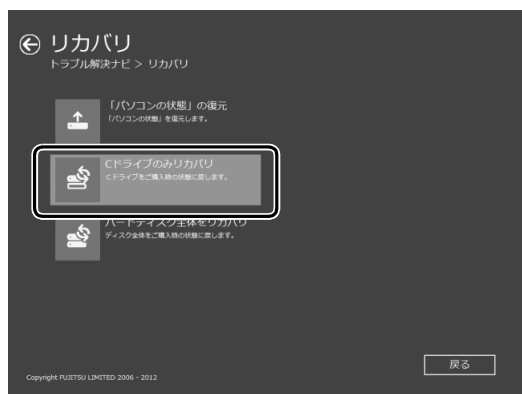 リカバリ
トラブル解決ナビ > リカバリ
「パソコンの状態」の復元
「パソコンの状態」を復元します。
Cドライブのみリカバリ
Cドライブをご購入時の状態に戻します。
ハードディスク全体をリカバリ
ディスク全体をご購入時の状態に戻します。
戻る
Copyright FUJITSU LIMITED 2006 - 2012